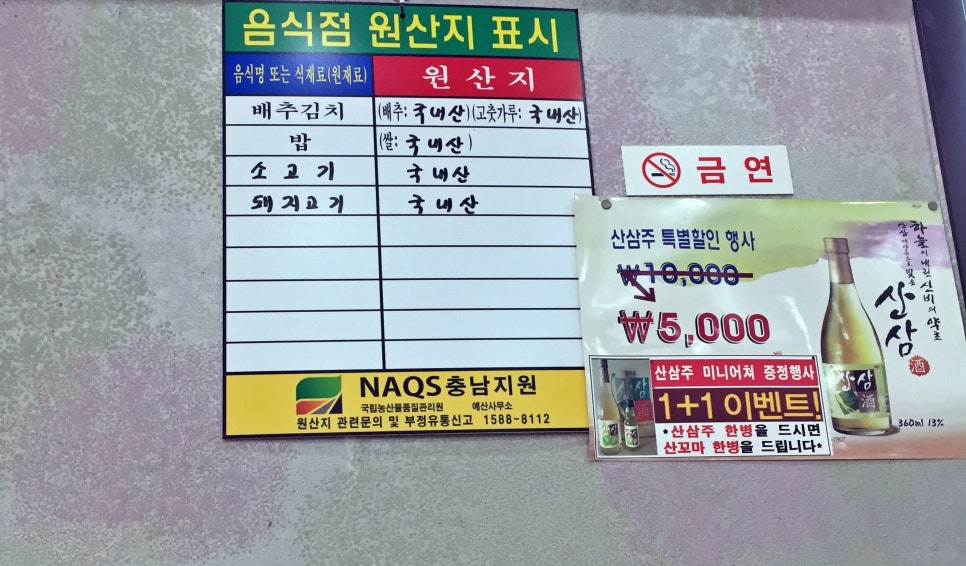 음식점 원산지 표시
음식명 또는 식재료(원재료) 원산지
배추김치 (배추: 국내산) (고춧가루: 국내산)
밥 (쌀: 국내산)
소고기 국내산
돼지고기 국내산
NAQS 충남지원
국립농산물품질관리원 예산사무소
원산지 관련문의 및 부정유통신고 1588-8112
금연
산삼주 특별할인 행사
₩10,000
₩5,000
산삼주 미니어쳐 증정행사
1+1 이벤트!
*산삼주 한병을 드시면
산꼬마 한병을 드립니다*
하늘이 내린 신비의 약초
산삼
酒
산삼
酒
360ml 13%